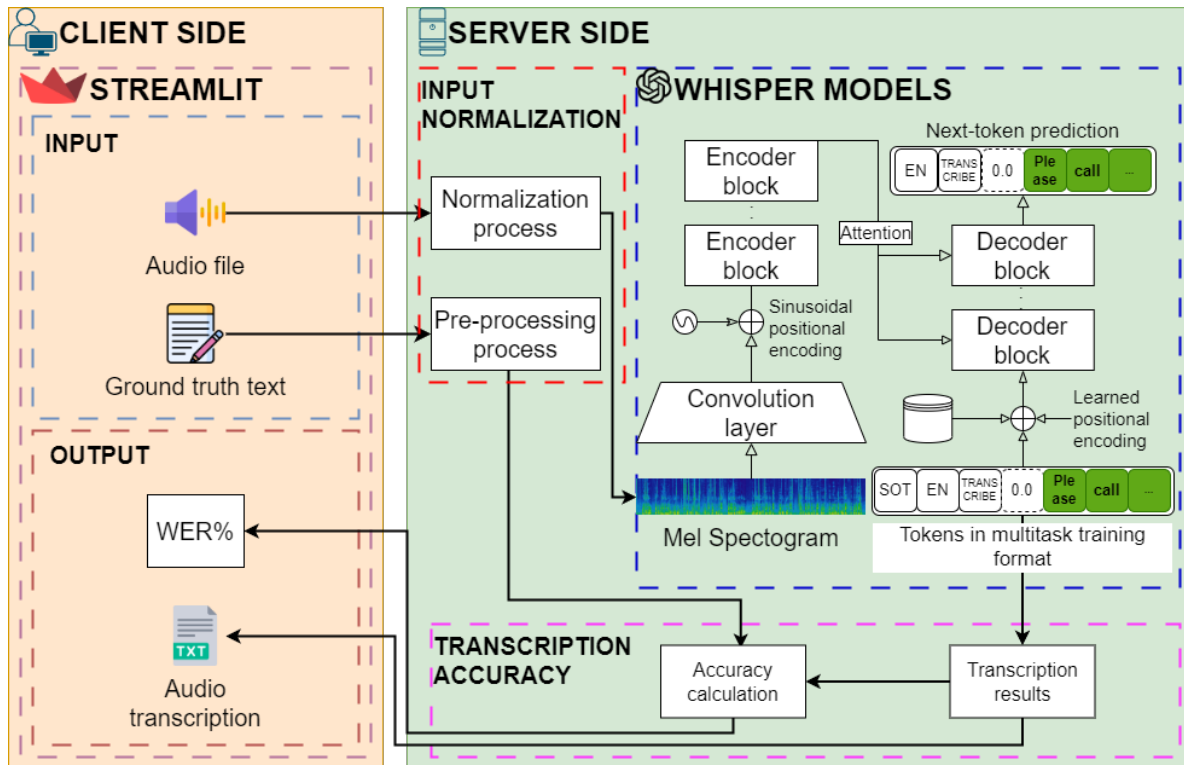 CLIENT SIDE
STREAMLIT
INPUT
Audio file
Ground truth text
OUTPUT
WER%
TXT
Audio
transcription
SERVER SIDE
INPUT
NORMALIZATION
Normalization
process
Pre-processing
process
WHISPER MODELS
Encoder
block
Encoder
block
Sinusoidal
positional
encoding
Convolution
layer
Mel Spectogram
Next-token prediction
EN TRANS CRIBE 0.0 Ple ase call ...
Attention
Decoder
block
Decoder
block
Learned
positional
encoding
SOT EN TRANS CRIBE 0.0 Ple ase call ...
Tokens in multitask training
format
TRANSCRIPTION
ACCURACY
Accuracy
calculation
Transcription
results